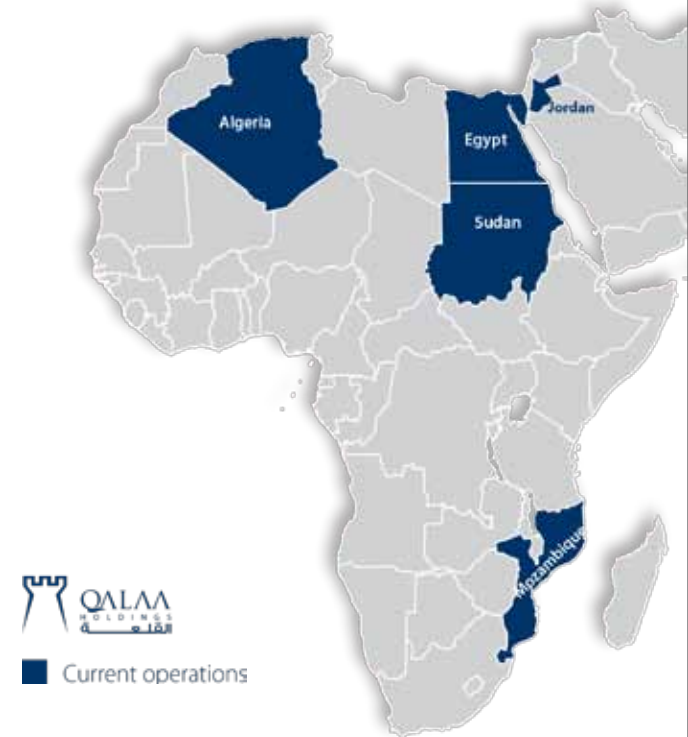 Algeria
Egypt
Jordan
Sudan
Mozambique
QALAA
HOLDINGS
القلعة
Current operations